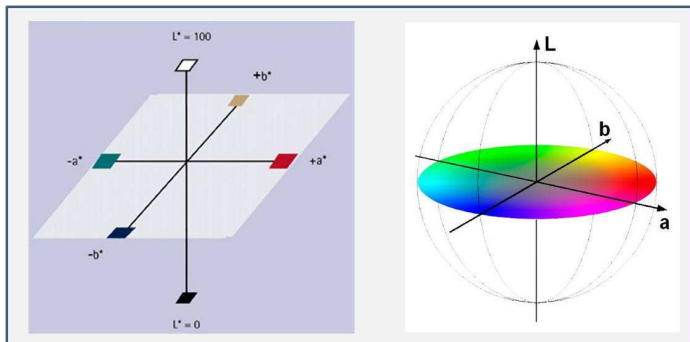 L* = 100
+b*
-a*
+a*
-b*
L* = 0
L
b
a